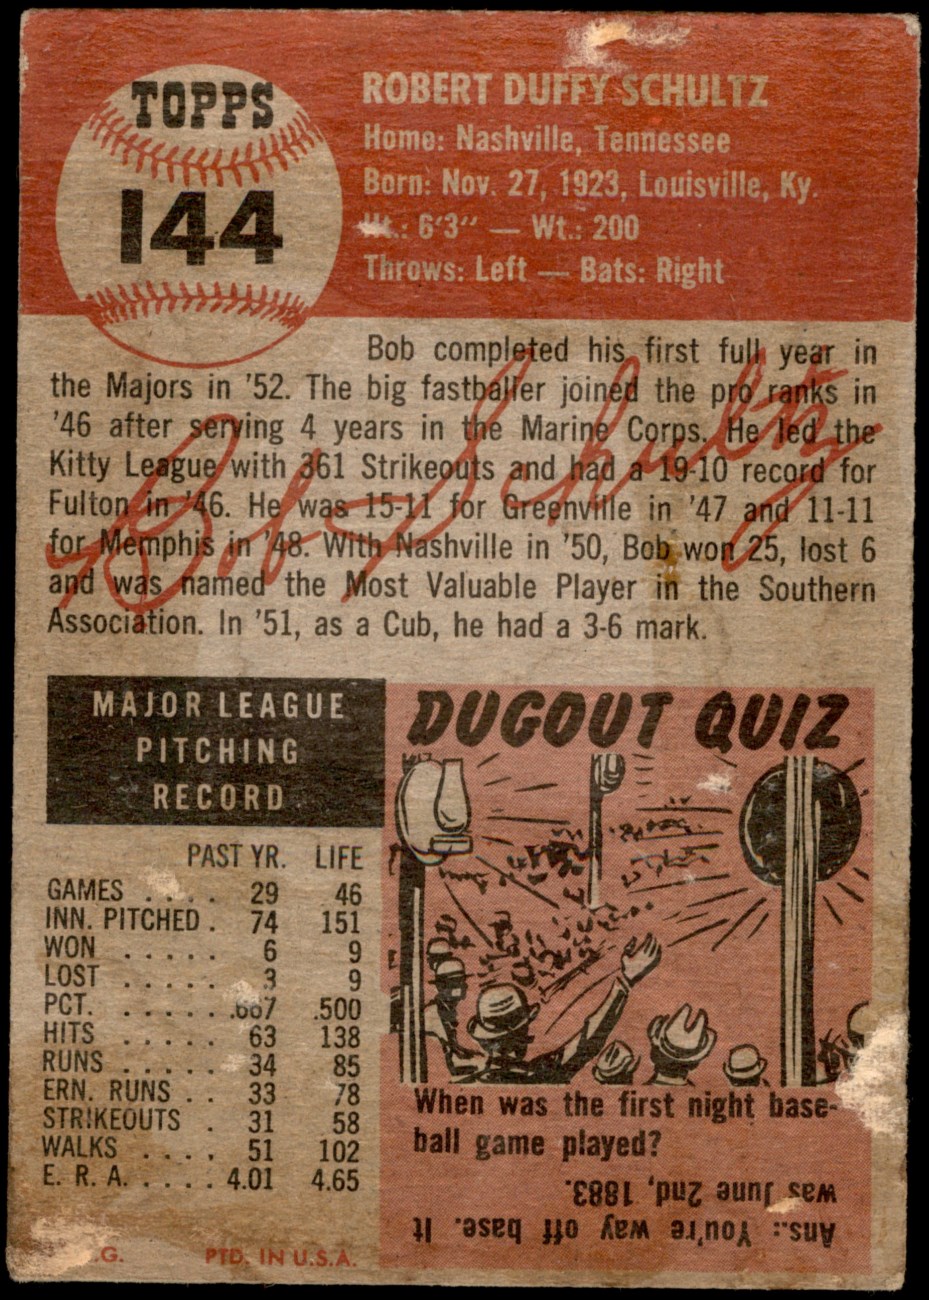 TOPPS
144
ROBERT DUFFY SCHULTZ
Home: Nashville, Tennessee
Born: Nov. 27, 1923, Louisville, Ky.
Ht.: 6'3" — Wt.: 200
Throws: Left — Bats: Right
Bob completed his first full year in
the Majors in '52. The big fastballer joined the pro ranks in
'46 after serving 4 years in the Marine Corps. He led the
Kitty League with 361 Strikeouts and had a 19-10 record for
Fulton in '46. He was 15-11 for Greenville in '47 and 11-11
for Memphis in '48. With Nashville in '50, Bob won 25, lost 6
and was named the Most Valuable Player in the Southern
Association. In '51, as a Cub, he had a 3-6 mark.
Bob Schultz
MAJOR LEAGUE
PITCHING
RECORD
PAST YR. LIFE
GAMES . . . . 29 46
INN. PITCHED . 74 151
WON . . . . . 6 9
LOST . . . . . 3 9
PCT. . . . . . .667 .500
HITS . . . . . 63 138
RUNS . . . . 34 85
ERN. RUNS . . 33 78
STRIKEOUTS . 31 58
WALKS . . . . 51 102
E. R. A. . . . . 4.01 4.65
DUGOUT QUIZ
When was the first night base-
ball game played?
Ans.: You're way off base. It
was June 2nd, 1883.
.G. PTD. IN U.S.A.